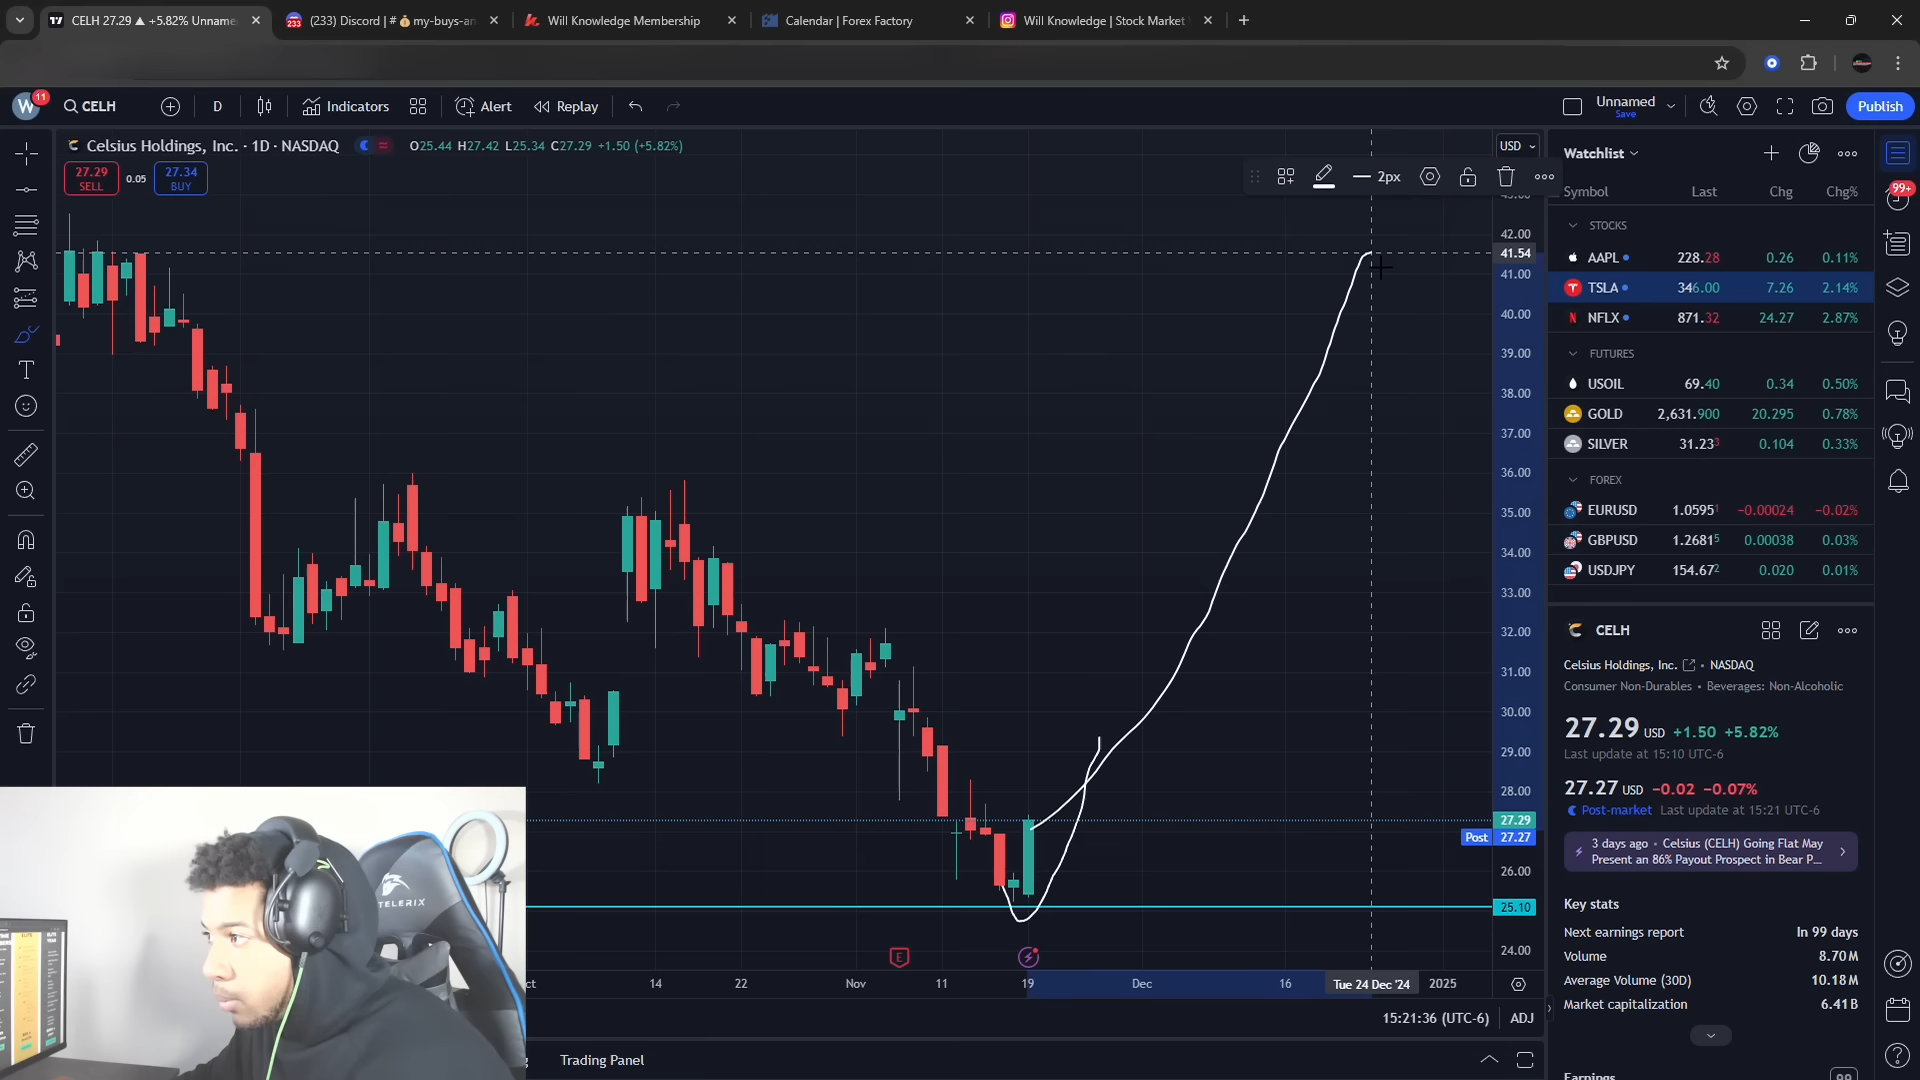 CELH 27.29 ▲ +5.82% Unname
(233) Discord | # 💰my-buys-an
Will Knowledge Membership
Calendar | Forex Factory
Will Knowledge | Stock Market
W 11
CELH
D
Indicators
Alert
Replay
Unnamed
Save
Publish
Celsius Holdings, Inc. · 1D · NASDAQ
O25.44 H27.42 L25.34 C27.29 +1.50 (+5.82%)
27.29
SELL
0.05
27.34
BUY
USD
2px
42.00
41.54
41.00
40.00
39.00
38.00
37.00
36.00
35.00
34.00
33.00
32.00
31.00
30.00
29.00
28.00
27.29
Post 27.27
26.00
25.10
24.00
E
14
22
Nov
11
19
Dec
16
Tue 24 Dec '24
2025
15:21:36 (UTC-6)
ADJ
Trading Panel
Watchlist
99+
Symbol Last Chg Chg%
STOCKS
AAPL 228.28 0.26 0.11%
TSLA 346.00 7.26 2.14%
NFLX 871.32 24.27 2.87%
FUTURES
USOIL 69.40 0.34 0.50%
GOLD 2,631.900 20.295 0.78%
SILVER 31.233 0.104 0.33%
FOREX
EURUSD 1.05951 −0.00024 −0.02%
GBPUSD 1.26815 0.00038 0.03%
USDJPY 154.672 0.020 0.01%
CELH
Celsius Holdings, Inc. • NASDAQ
Consumer Non-Durables • Beverages: Non-Alcoholic
27.29 USD +1.50 +5.82%
Last update at 15:10 UTC-6
27.27 USD −0.02 −0.07%
Post-market Last update at 15:21 UTC-6
3 days ago • Celsius (CELH) Going Flat May
Present an 86% Payout Prospect in Bear P...
Key stats
Next earnings report In 99 days
Volume 8.70M
Average Volume (30D) 10.18M
Market capitalization 6.41B
Earnings
TELERIX